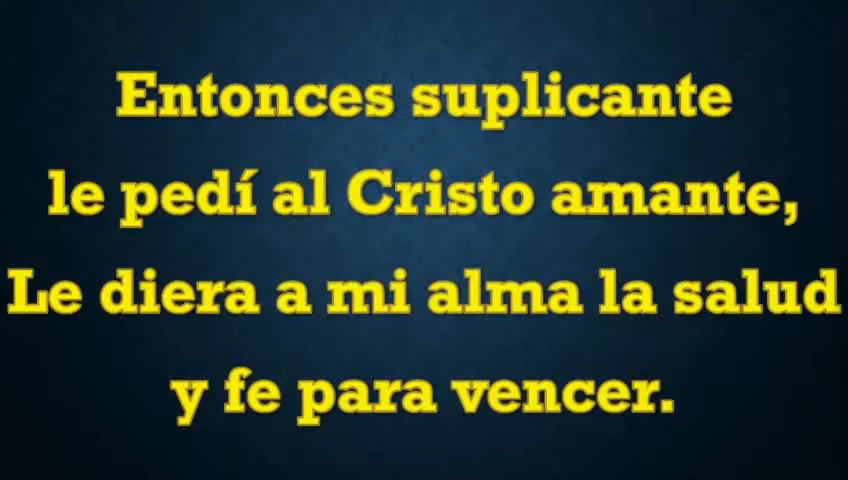 Entonces suplicante
le pedí al Cristo amante,
Le diera a mi alma la salud
y fe para vencer.